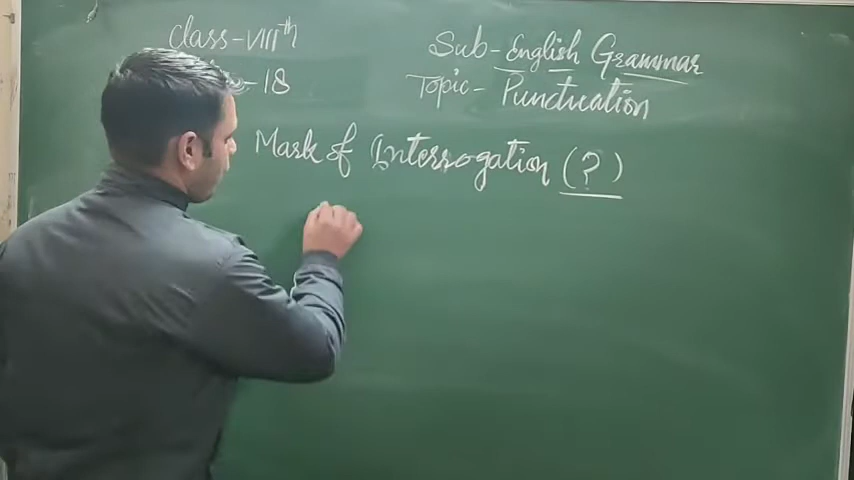 Class-VIIIth
Sub- English Grammar
-18
Topic- Punctuation
Mark of Interrogation (?)